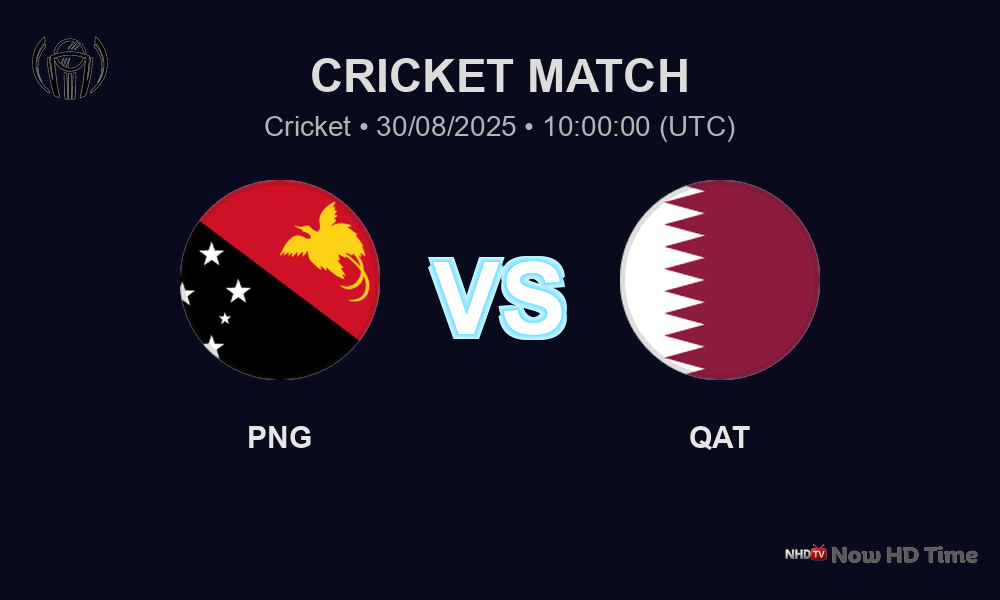 CRICKET MATCH
Cricket • 30/08/2025 • 10:00:00 (UTC)
VS
PNG
QAT
NHDTV Now HD Time